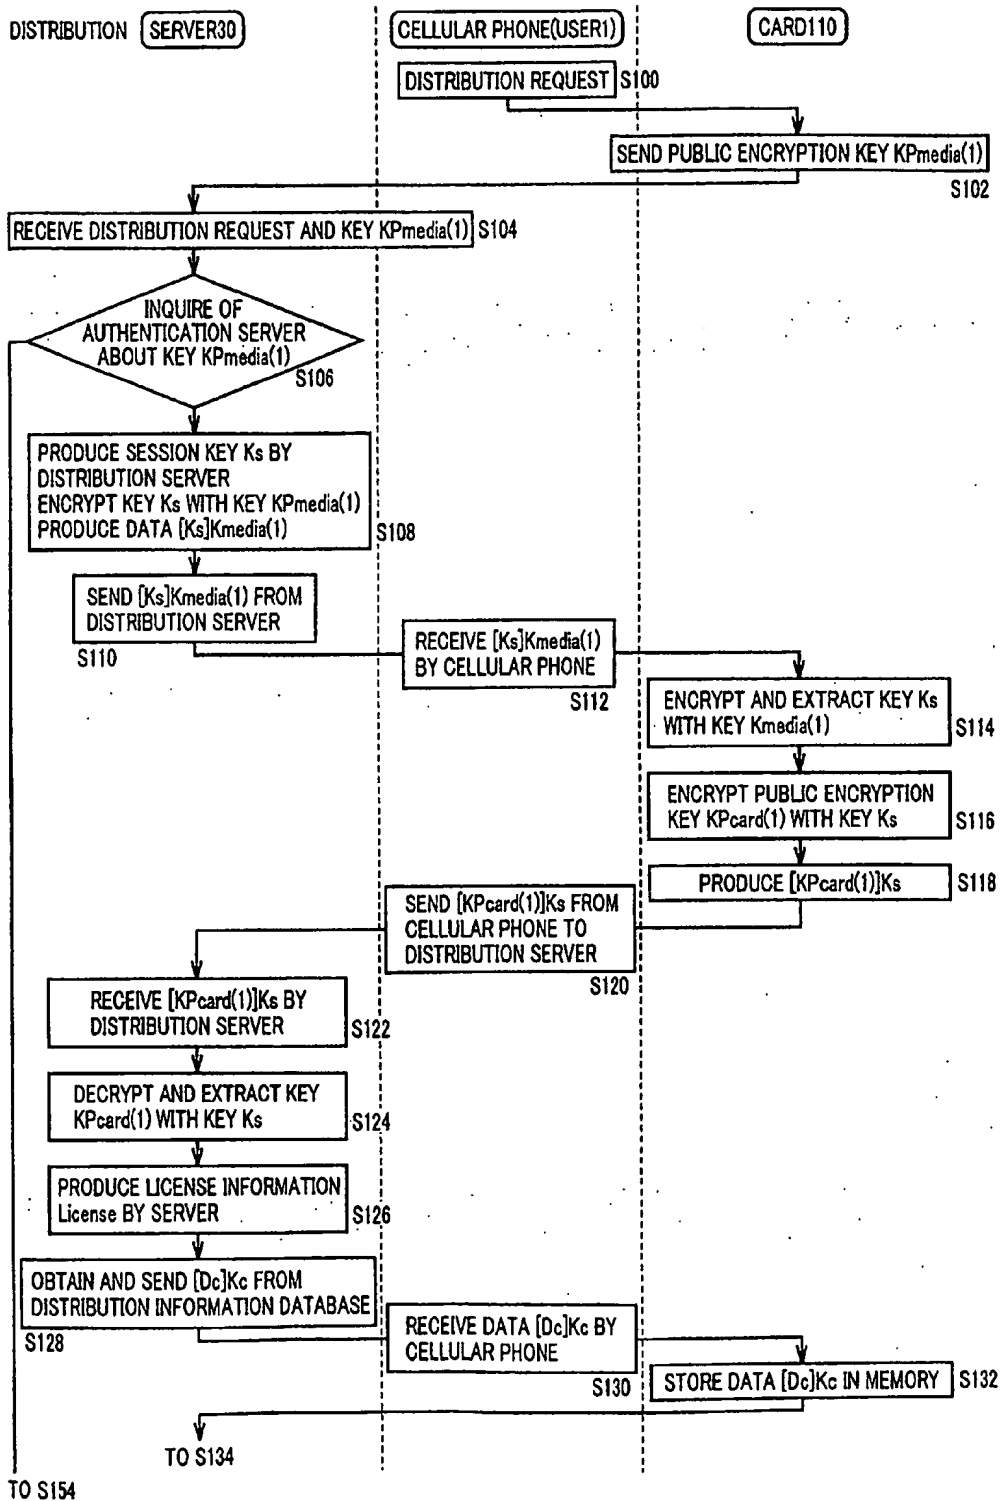 DISTRIBUTION SERVER30 CELLULAR PHONE(USER1) CARD110
DISTRIBUTION REQUEST S100
SEND PUBLIC ENCRYPTION KEY KPmedia(1)
S102
RECEIVE DISTRIBUTION REQUEST AND KEY KPmedia(1) S104
INQUIRE OF
AUTHENTICATION SERVER
ABOUT KEY KPmedia(1)
S106
PRODUCE SESSION KEY Ks BY
DISTRIBUTION SERVER
ENCRYPT KEY Ks WITH KEY KPmedia(1)
PRODUCE DATA [Ks]Kmedia(1)
S108
SEND [Ks]Kmedia(1) FROM
DISTRIBUTION SERVER
S110
RECEIVE [Ks]Kmedia(1)
BY CELLULAR PHONE
S112
ENCRYPT AND EXTRACT KEY Ks
WITH KEY Kmedia(1)
S114
ENCRYPT PUBLIC ENCRYPTION
KEY KPcard(1) WITH KEY Ks
S116
PRODUCE [KPcard(1)]Ks S118
SEND [KPcard(1)]Ks FROM
CELLULAR PHONE TO
DISTRIBUTION SERVER
S120
RECEIVE [KPcard(1)]Ks BY
DISTRIBUTION SERVER
S122
DECRYPT AND EXTRACT KEY
KPcard(1) WITH KEY Ks
S124
PRODUCE LICENSE INFORMATION
License BY SERVER
S126
OBTAIN AND SEND [Dc]Kc FROM
DISTRIBUTION INFORMATION DATABASE
S128
RECEIVE DATA [Dc]Kc BY
CELLULAR PHONE
S130
STORE DATA [Dc]Kc IN MEMORY S132
TO S134
TO S154